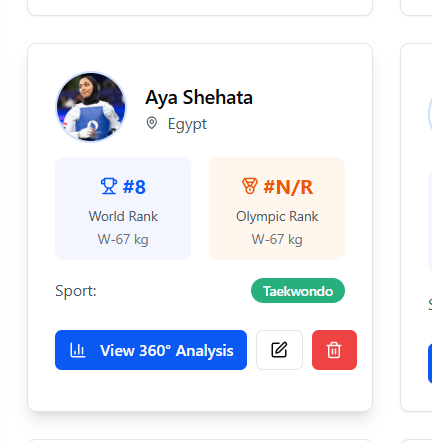 Aya Shehata
Egypt
#8
World Rank
W-67 kg
#N/R
Olympic Rank
W-67 kg
Sport:
Taekwondo
View 360° Analysis